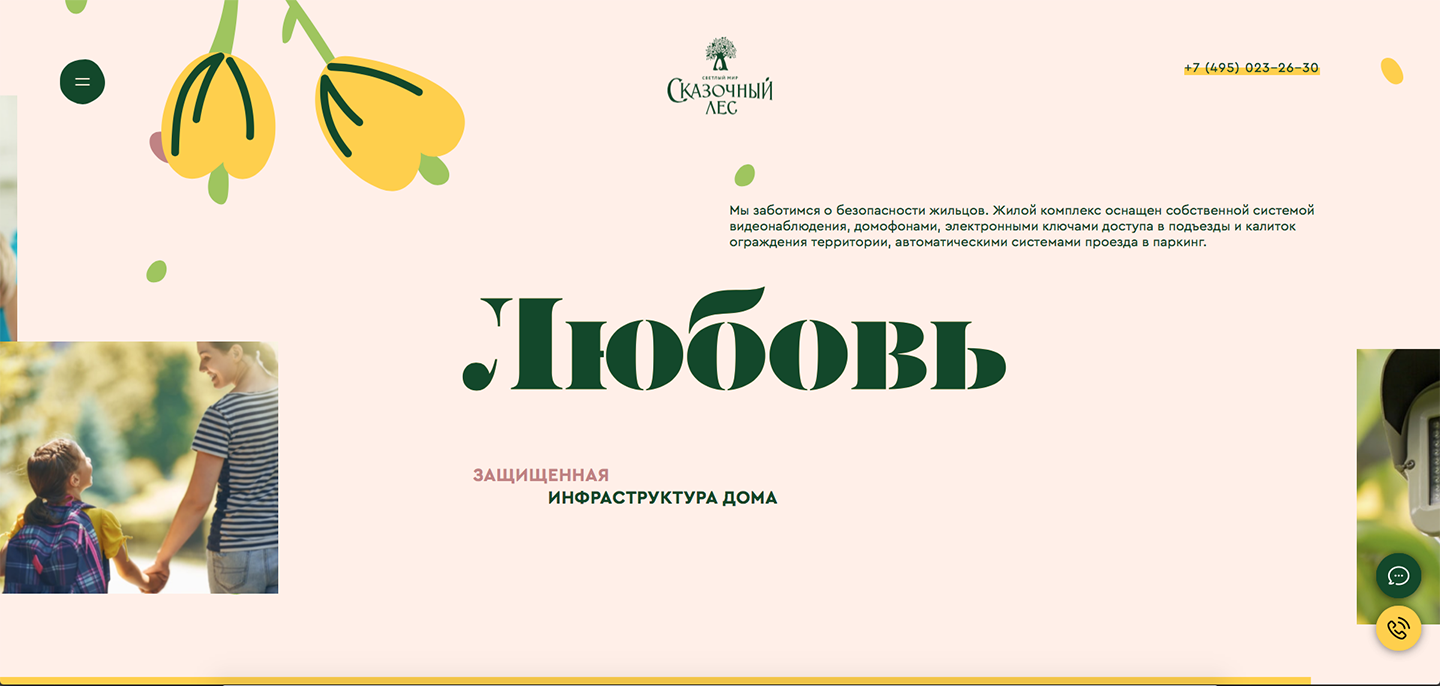 СВЕТЛЫЙ МИР
СКАЗОЧНЫЙ
ЛЕС
+7 (495) 023-26-30
Мы заботимся о безопасности жильцов. Жилой комплекс оснащен собственной системой
видеонаблюдения, домофонами, электронными ключами доступа в подъезды и калиток
ограждения территории, автоматическими системами проезда в паркинг.
Любовь
ЗАЩИЩЕННАЯ
ИНФРАСТРУКТУРА ДОМА